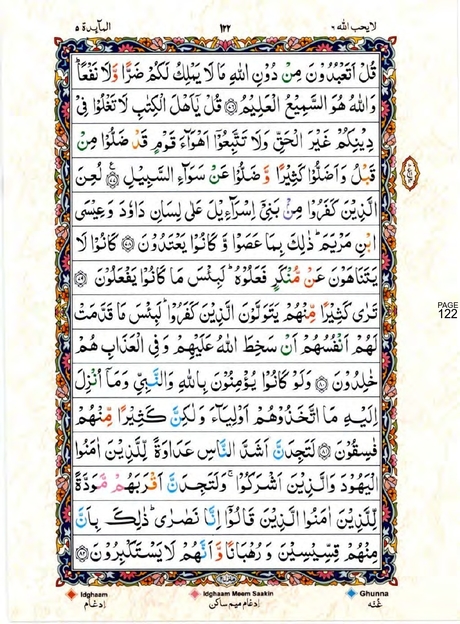 المآىدة ٥
١٢٢
لا يحب الله ٦
قُلْ اَتَعْبُدُوْنَ مِنْ دُوْنِ اللّٰهِ مَا لَا يَمْلِكُ لَكُمْ ضَرًّا وَّلَا نَفْعًا ؕ
وَاللّٰهُ هُوَ السَّمِيْعُ الْعَلِيْمُ ۝ قُلْ يٰۤاَهْلَ الْكِتٰبِ لَا تَغْلُوْا فِىْ
دِيْنِكُمْ غَيْرَ الْحَقِّ وَلَا تَتَّبِعُوْۤا اَهْوَآءَ قَوْمٍ قَدْ ضَلُّوْا مِنْ
قَبْلُ وَاَضَلُّوْا كَثِيْرًا وَّضَلُّوْا عَنْ سَوَآءِ السَّبِيْلِ ۝ لُعِنَ
الَّذِيْنَ كَفَرُوْا مِنْۢ بَنِىْۤ اِسْرَآءِيْلَ عَلٰى لِسَانِ دَاوٗدَ وَعِيْسَى
ابْنِ مَرْيَمَ ؕ ذٰلِكَ بِمَا عَصَوْا وَّكَانُوْا يَعْتَدُوْنَ ۝ كَانُوْا لَا
يَتَنَاهَوْنَ عَنْ مُّنْكَرٍ فَعَلُوْهُ ؕ لَبِئْسَ مَا كَانُوْا يَفْعَلُوْنَ ۝
تَرٰى كَثِيْرًا مِّنْهُمْ يَتَوَلَّوْنَ الَّذِيْنَ كَفَرُوْا ؕ لَبِئْسَ مَا قَدَّمَتْ
لَهُمْ اَنْفُسُهُمْ اَنْ سَخِطَ اللّٰهُ عَلَيْهِمْ وَفِى الْعَذَابِ هُمْ
خٰلِدُوْنَ ۝ وَلَوْ كَانُوْا يُؤْمِنُوْنَ بِاللّٰهِ وَالنَّبِىِّ وَمَاۤ اُنْزِلَ
اِلَيْهِ مَا اتَّخَذُوْهُمْ اَوْلِيَآءَ وَلٰكِنَّ كَثِيْرًا مِّنْهُمْ
فٰسِقُوْنَ ۝ لَتَجِدَنَّ اَشَدَّ النَّاسِ عَدَاوَةً لِّلَّذِيْنَ اٰمَنُوا
الْيَهُوْدَ وَالَّذِيْنَ اَشْرَكُوْا ۚ وَلَتَجِدَنَّ اَقْرَبَهُمْ مَّوَدَّةً
لِّلَّذِيْنَ اٰمَنُوا الَّذِيْنَ قَالُوْۤا اِنَّا نَصٰرٰى ؕ ذٰلِكَ بِاَنَّ
مِنْهُمْ قِسِّيْسِيْنَ وَرُهْبَانًا وَّاَنَّهُمْ لَا يَسْتَكْبِرُوْنَ ۝
PAGE
122
Idghaam
ادغام
Idghaam Meem Saakin
ادغام میم ساکن
Ghunna
غنّه